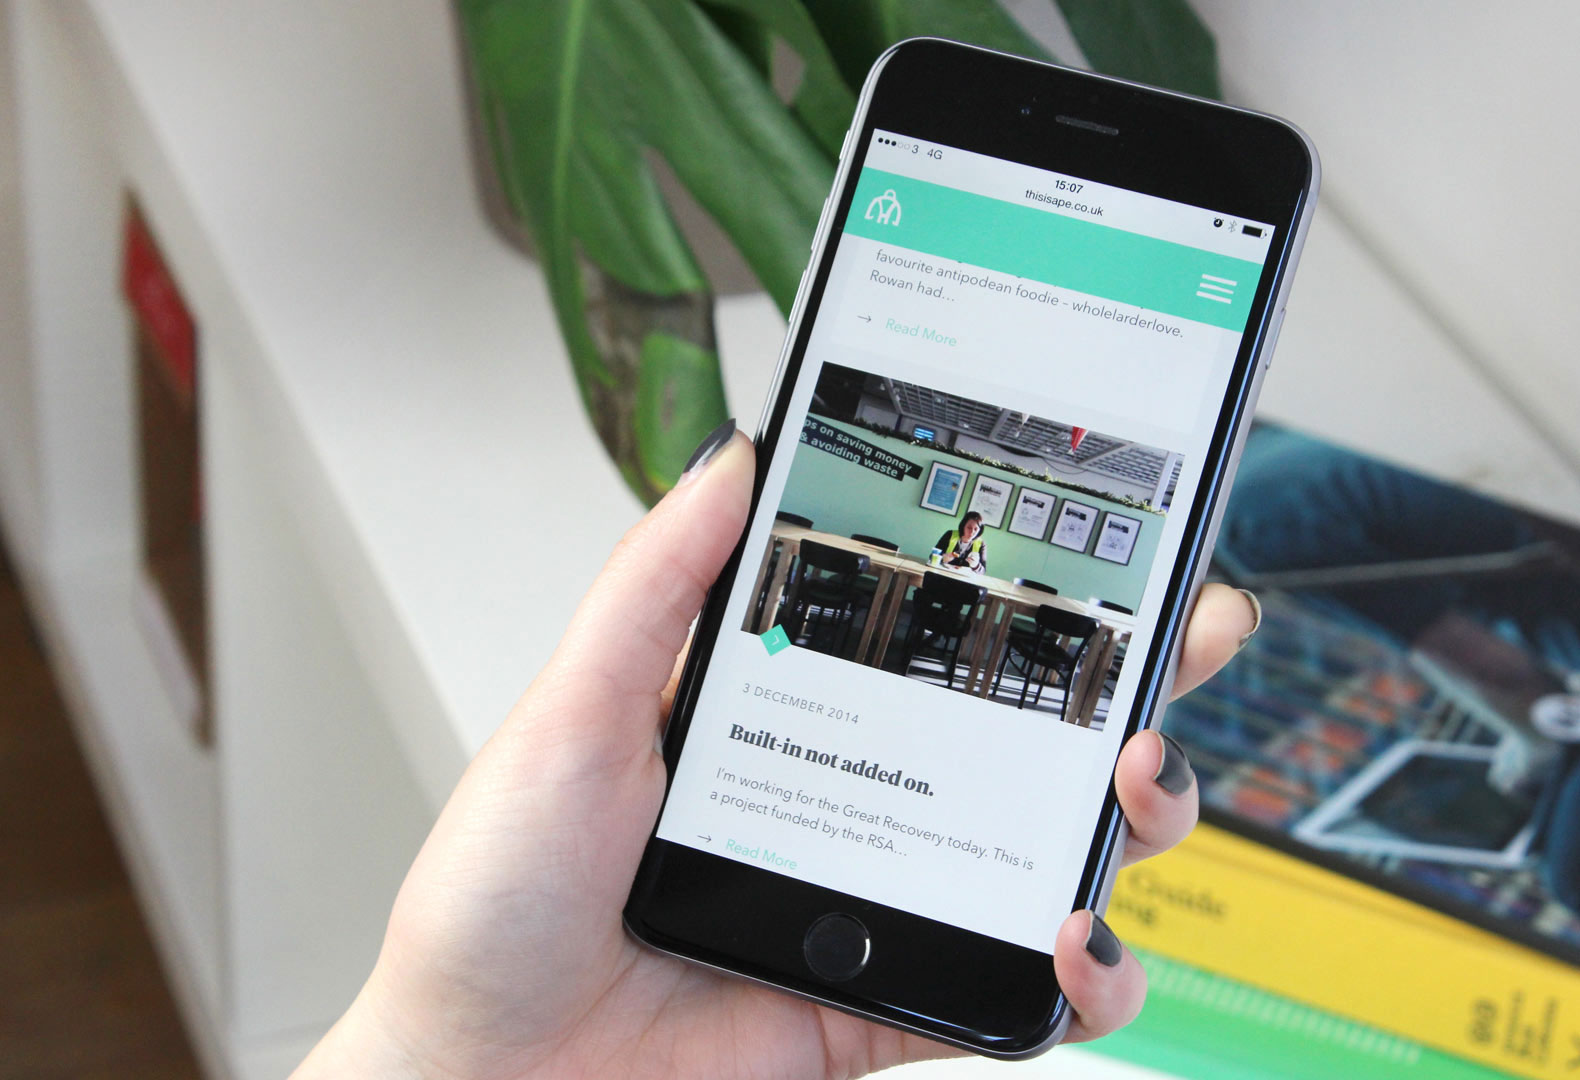 3 4G
15:07
thisisape.co.uk
favourite antipodean foodie – wholelarderlove.
Rowan had...
→ Read More
ps on saving money
& avoiding waste
3 DECEMBER 2014
Built-in not added on.
I'm working for the Great Recovery today. This is
a project funded by the RSA...
→ Read More
Guide